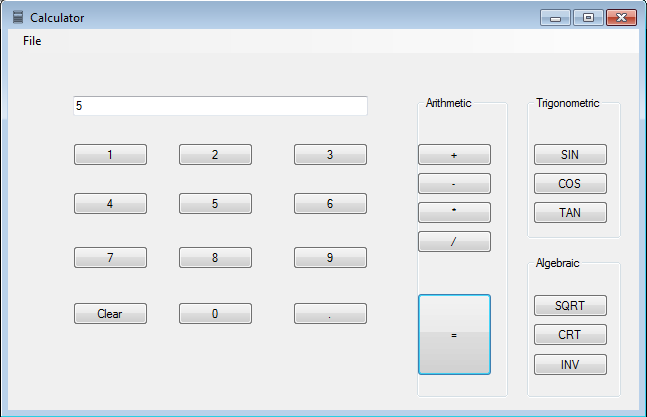 Calculator
File
5
Arithmetic
Trigonometric
1 2 3 + SIN
- COS
4 5 6 * TAN
/
7 8 9 Algebraic
Clear 0 . = SQRT
CRT
INV